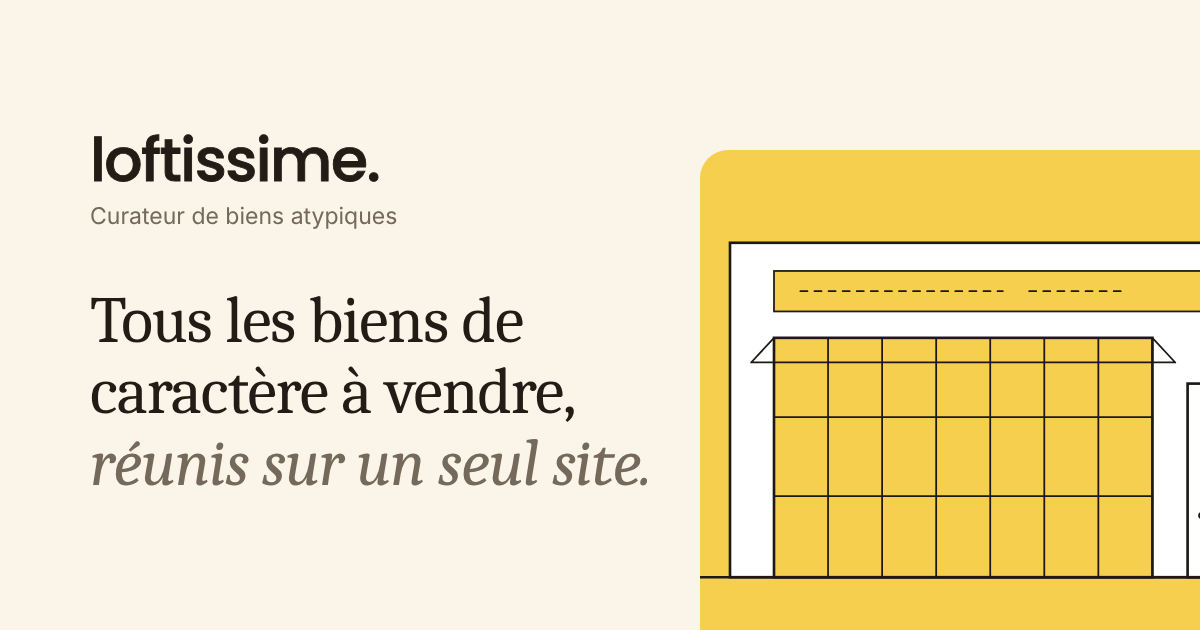 loftissime.
Curateur de biens atypiques
Tous les biens de
caractère à vendre,
réunis sur un seul site.